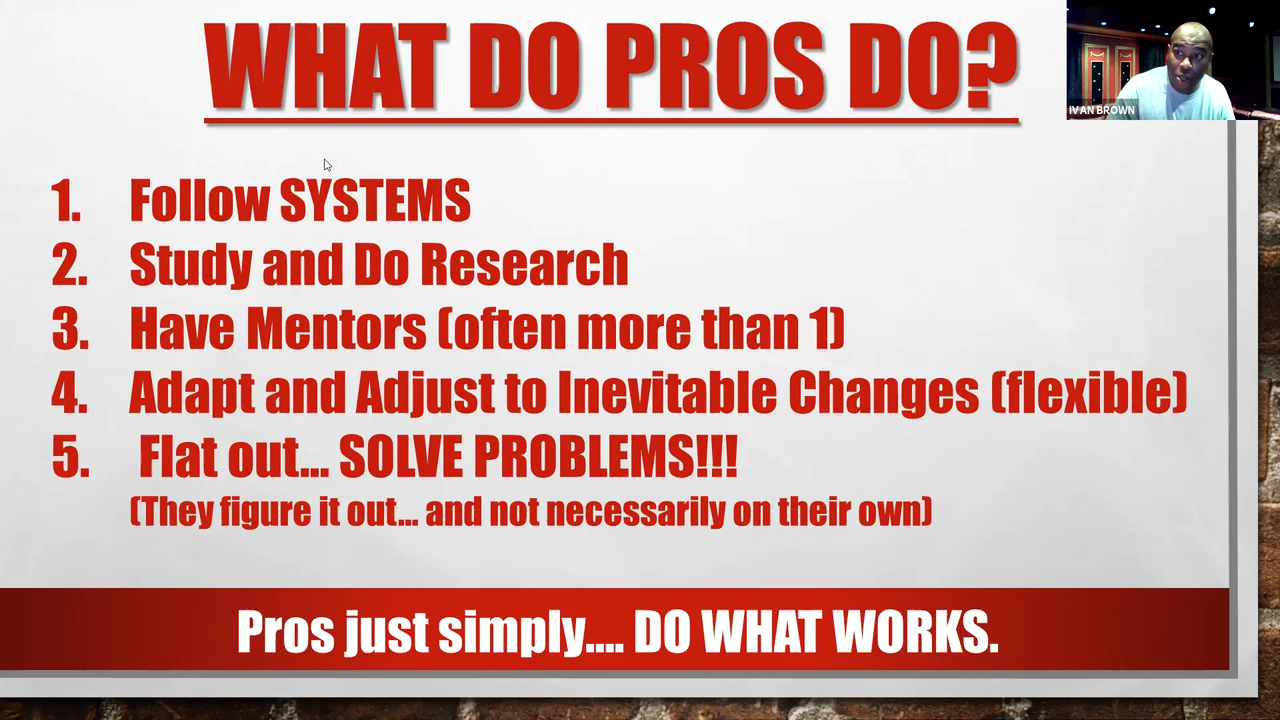 WHAT DO PROS DO?
IVAN BROWN
1. Follow SYSTEMS
2. Study and Do Research
3. Have Mentors (often more than 1)
4. Adapt and Adjust to Inevitable Changes (flexible)
5. Flat out... SOLVE PROBLEMS!!!
(They figure it out... and not necessarily on their own)
Pros just simply.... DO WHAT WORKS.